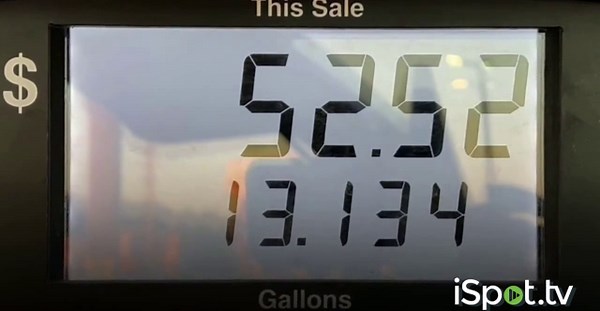 This Sale
$ 52.52
13.134
Gallons
iSpot.tv